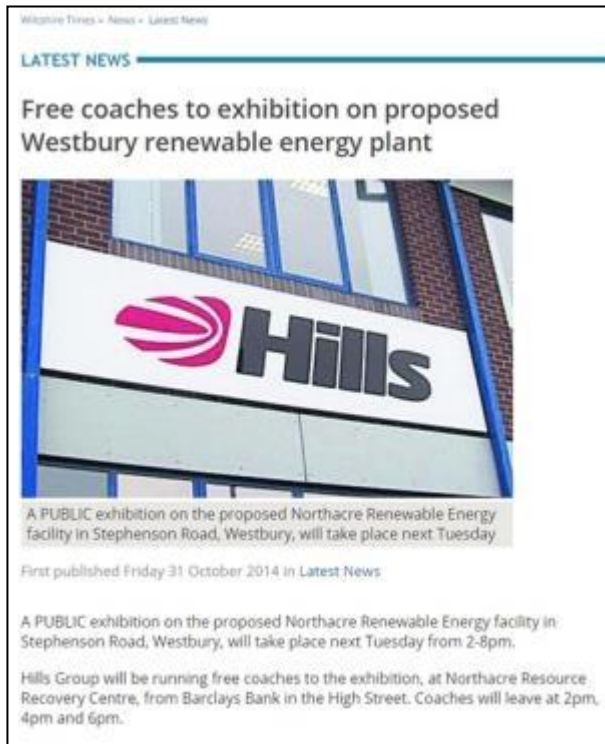 Wiltshire Times » News » Latest News
LATEST NEWS
Free coaches to exhibition on proposed
Westbury renewable energy plant
Hills
A PUBLIC exhibition on the proposed Northacre Renewable Energy
facility in Stephenson Road, Westbury, will take place next Tuesday
First published Friday 31 October 2014 in Latest News
A PUBLIC exhibition on the proposed Northacre Renewable Energy facility in
Stephenson Road, Westbury, will take place next Tuesday from 2-8pm.
Hills Group will be running free coaches to the exhibition, at Northacre Resource
Recovery Centre, from Barclays Bank in the High Street. Coaches will leave at 2pm,
4pm and 6pm.